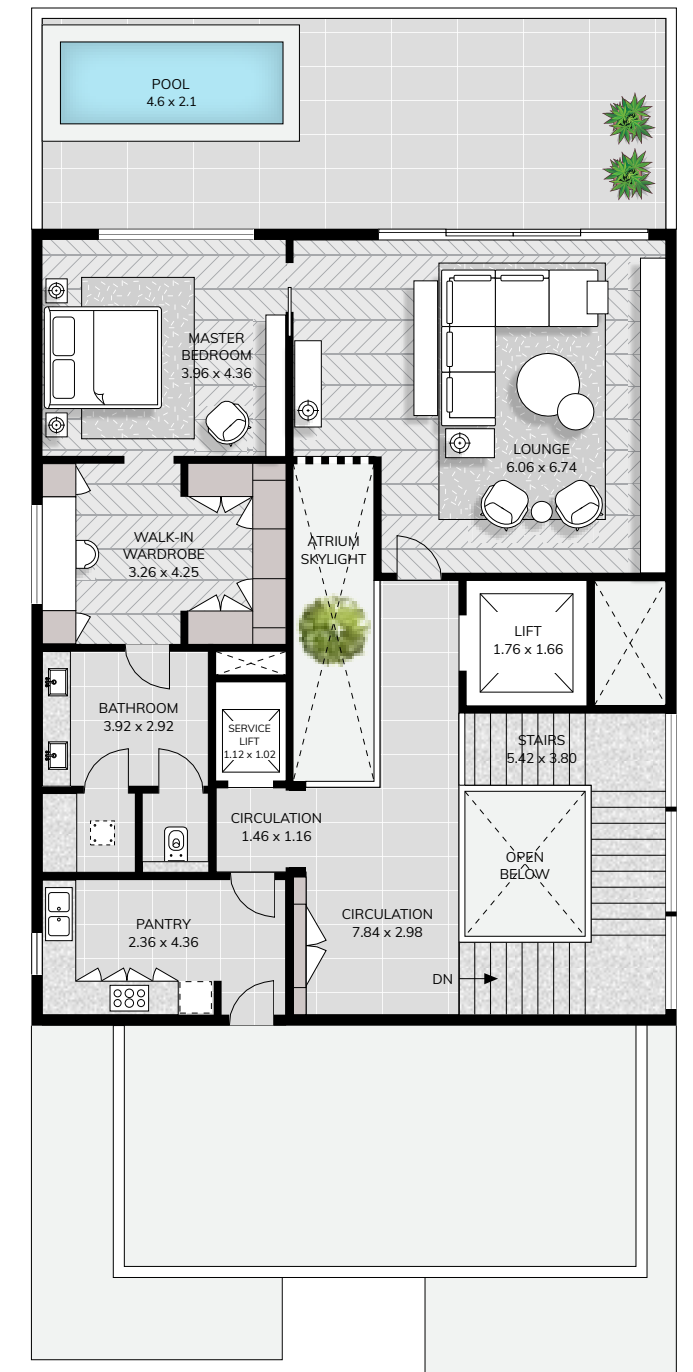 POOL
4.6 x 2.1
MASTER
BEDROOM
3.96 x 4.36
LOUNGE
6.06 x 6.74
WALK-IN
WARDROBE
3.26 x 4.25
ATRIUM
SKYLIGHT
LIFT
1.76 x 1.66
BATHROOM
3.92 x 2.92
SERVICE
LIFT
1.12 x 1.02
STAIRS
5.42 x 3.80
CIRCULATION
1.46 x 1.16
OPEN
BELOW
PANTRY
2.36 x 4.36
CIRCULATION
7.84 x 2.98
DN